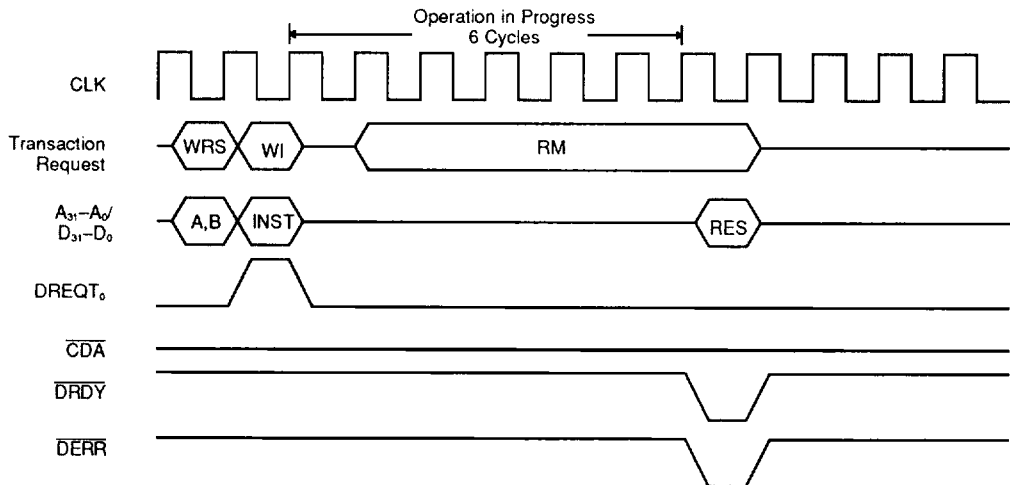 Operation in Progress
6 Cycles
CLK
Transaction
Request
WRS
WI
RM
A₃₁–A₀/
D₃₁–D₀
A,B
INST
RES
DREQT₀
CDA
DRDY
DERR